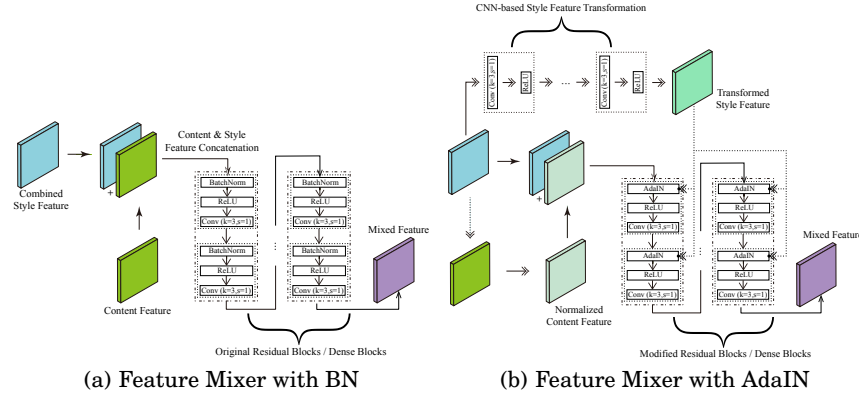 CNN-based Style Feature Transformation
Conv (k=3,s=1)
ReLU
...
Conv (k=3,s=1)
ReLU
Transformed
Style Feature
Content & Style
Feature Concatenation
Combined
Style Feature
+
Content Feature
BatchNorm
ReLU
Conv (k=3,s=1)
BatchNorm
ReLU
Conv (k=3,s=1)
...
BatchNorm
ReLU
Conv (k=3,s=1)
BatchNorm
ReLU
Conv (k=3,s=1)
Mixed Feature
Original Residual Blocks / Dense Blocks
(a) Feature Mixer with BN
+
Normalized
Content Feature
AdaIN
ReLU
Conv (k=3,s=1)
AdaIN
ReLU
Conv (k=3,s=1)
...
AdaIN
ReLU
Conv (k=3,s=1)
AdaIN
ReLU
Conv (k=3,s=1)
Mixed Feature
Modified Residual Blocks / Dense Blocks
(b) Feature Mixer with AdaIN